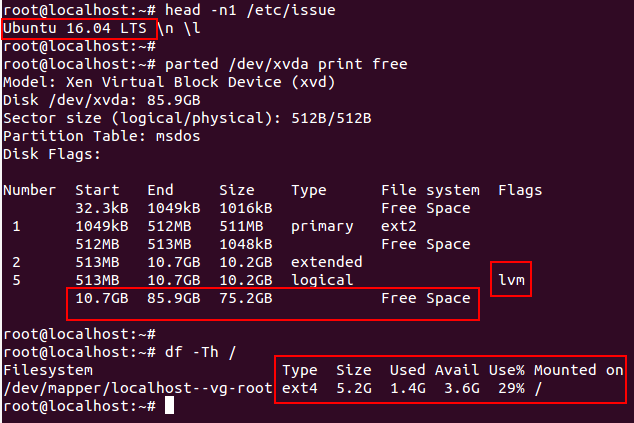 root@localhost:~# head -n1 /etc/issue
Ubuntu 16.04 LTS \n \l
root@localhost:~#
root@localhost:~# parted /dev/xvda print free
Model: Xen Virtual Block Device (xvd)
Disk /dev/xvda: 85.9GB
Sector size (logical/physical): 512B/512B
Partition Table: msdos
Disk Flags:
Number  Start   End     Size    Type      File system  Flags
        32.3kB  1049kB  1016kB            Free Space
 1      1049kB  512MB   511MB   primary   ext2
        512MB   513MB   1048kB            Free Space
 2      513MB   10.7GB  10.2GB  extended
 5      513MB   10.7GB  10.2GB  logical                lvm
        10.7GB  85.9GB  75.2GB            Free Space
root@localhost:~#
root@localhost:~# df -Th /
Filesystem                     Type  Size  Used Avail Use% Mounted on
/dev/mapper/localhost--vg-root ext4  5.2G  1.4G  3.6G  29% /
root@localhost:~#